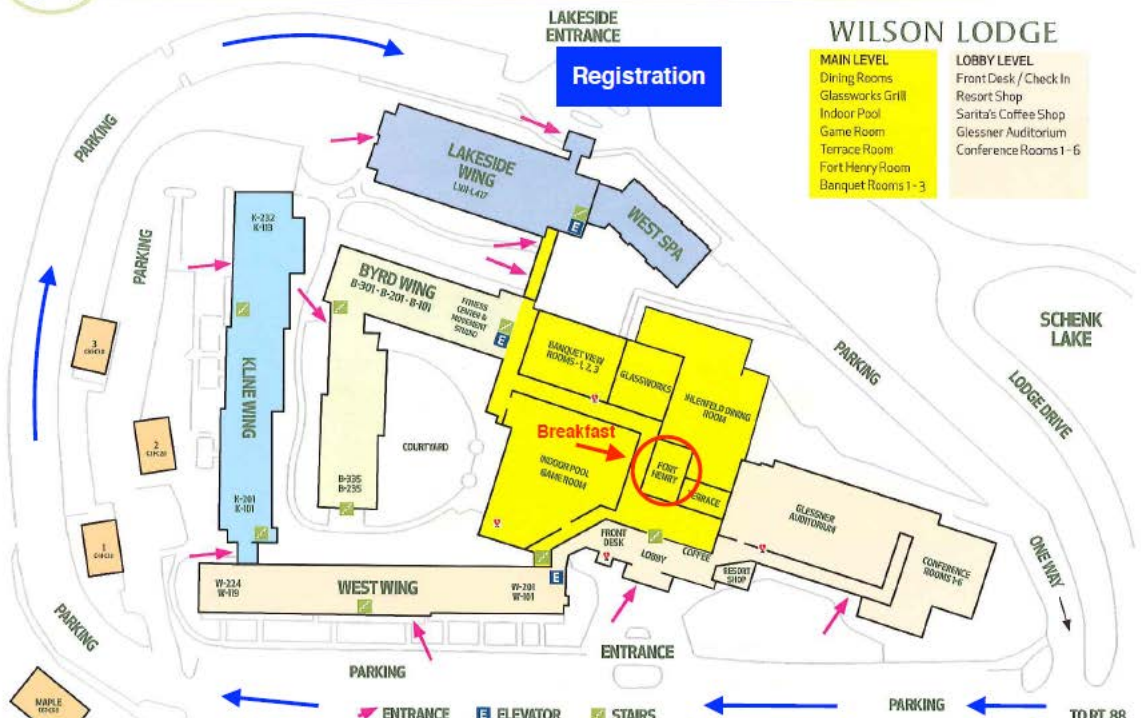 LAKESIDE
ENTRANCE
Registration
WILSON LODGE
MAIN LEVEL
Dining Rooms
Glassworks Grill
Indoor Pool
Game Room
Terrace Room
Fort Henry Room
Banquet Rooms 1-3
LOBBY LEVEL
Front Desk / Check In
Resort Shop
Sarita's Coffee Shop
Glessner Auditorium
Conference Rooms 1-6
PARKING
LAKESIDE
WING
WEST SPA
E
K-232
K-113
PARKING
BYRD WING
B-301 - B-201 - B-101
FITNESS
CENTER &
MOVEMENT
STUDIO
E
SCHENK
LAKE
PARKING
LODGE DRIVE
BANQUET VIEW
ROOMS - 1, 2, 3
GLASSWORKS
IHLENFELD DINING
ROOM
KLINE WING
3
2
1
COURTYARD
Breakfast
INDOOR POOL
GAME ROOM
FORT
HENRY
TERRACE
B-335
B-235
K-201
K-101
GLESSNER
AUDITORIUM
CONFERENCE
ROOMS 1-6
FRONT
DESK
LOBBY
COFFEE
RESORT
SHOP
ONE WAY
W-224
W-119
WEST WING
W-201
W-101
E
PARKING
ENTRANCE
PARKING
MAPLE
PARKING
ENTRANCE
E ELEVATOR
STAIRS
TO RT. 88